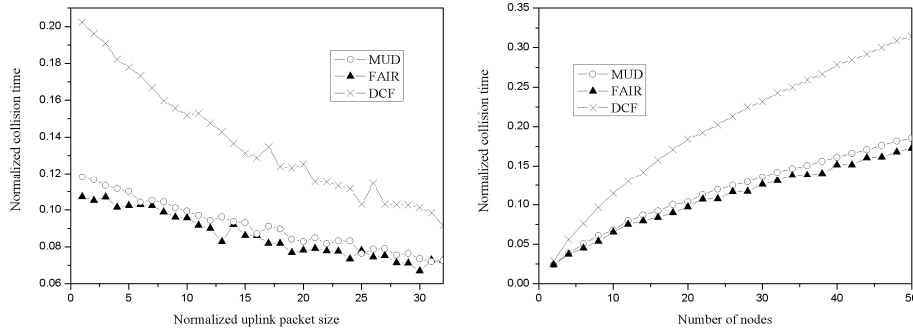 0.20
0.18
0.16
0.14
0.12
0.10
0.08
0.06
Normalized collision time
MUD
FAIR
DCF
0
5
10
15
20
25
30
Normalized uplink packet size
0.35
0.30
0.25
0.20
0.15
0.10
0.05
0.00
Normalized collision time
MUD
FAIR
DCF
0
10
20
30
40
50
Number of nodes